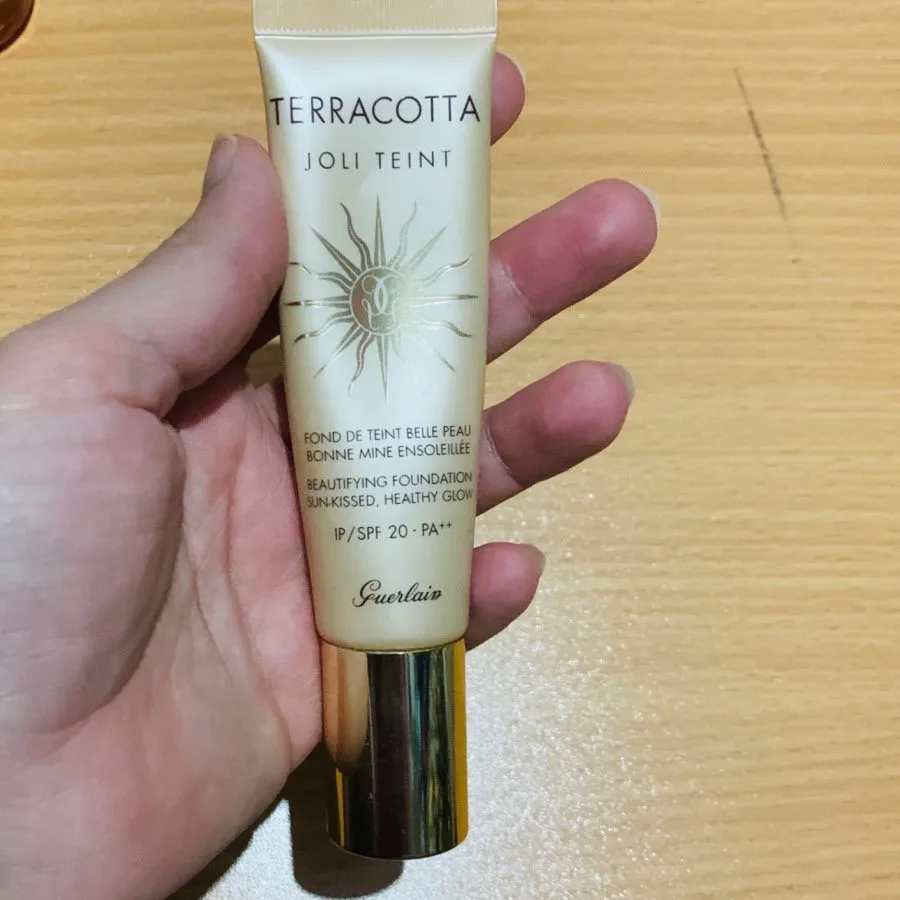 TERRACOTTA
JOLI TEINT
FOND DE TEINT BELLE PEAU
BONNE MINE ENSOLEILLÉE
BEAUTIFYING FOUNDATION
SUN-KISSED, HEALTHY GLOW
IP/SPF 20 - PA++
Guerlain